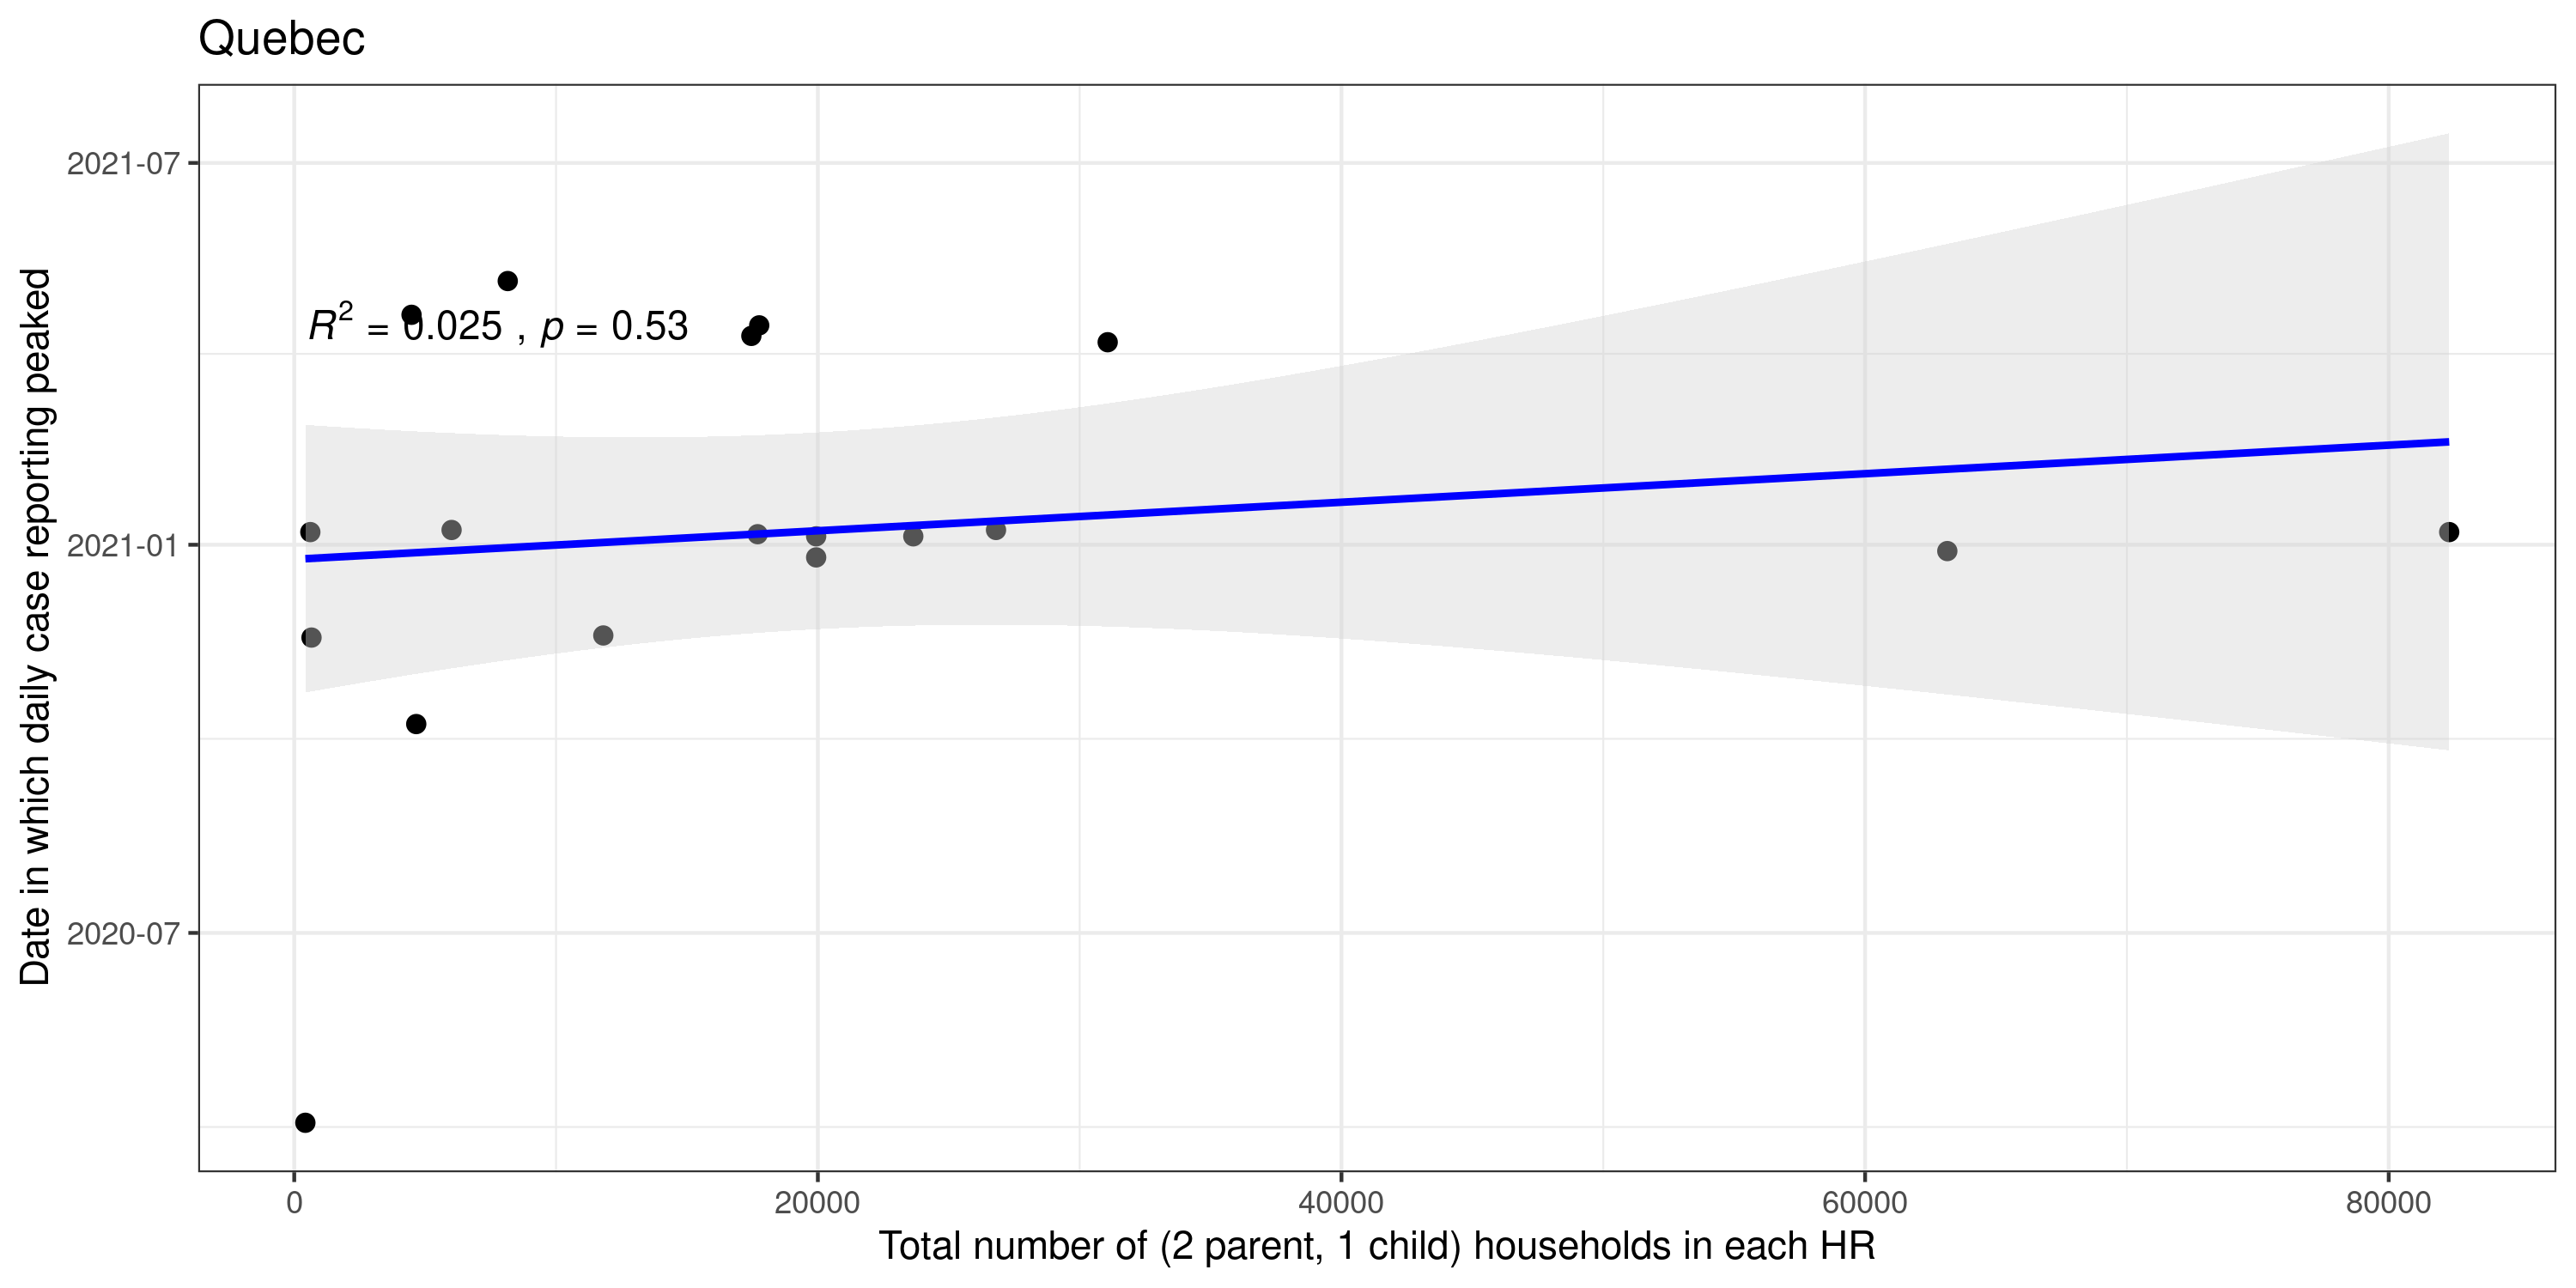 Quebec
Date in which daily case reporting peaked
2021-07
2021-01
2020-07
R² = 0.025 , p = 0.53
0 20000 40000 60000 80000
Total number of (2 parent, 1 child) households in each HR